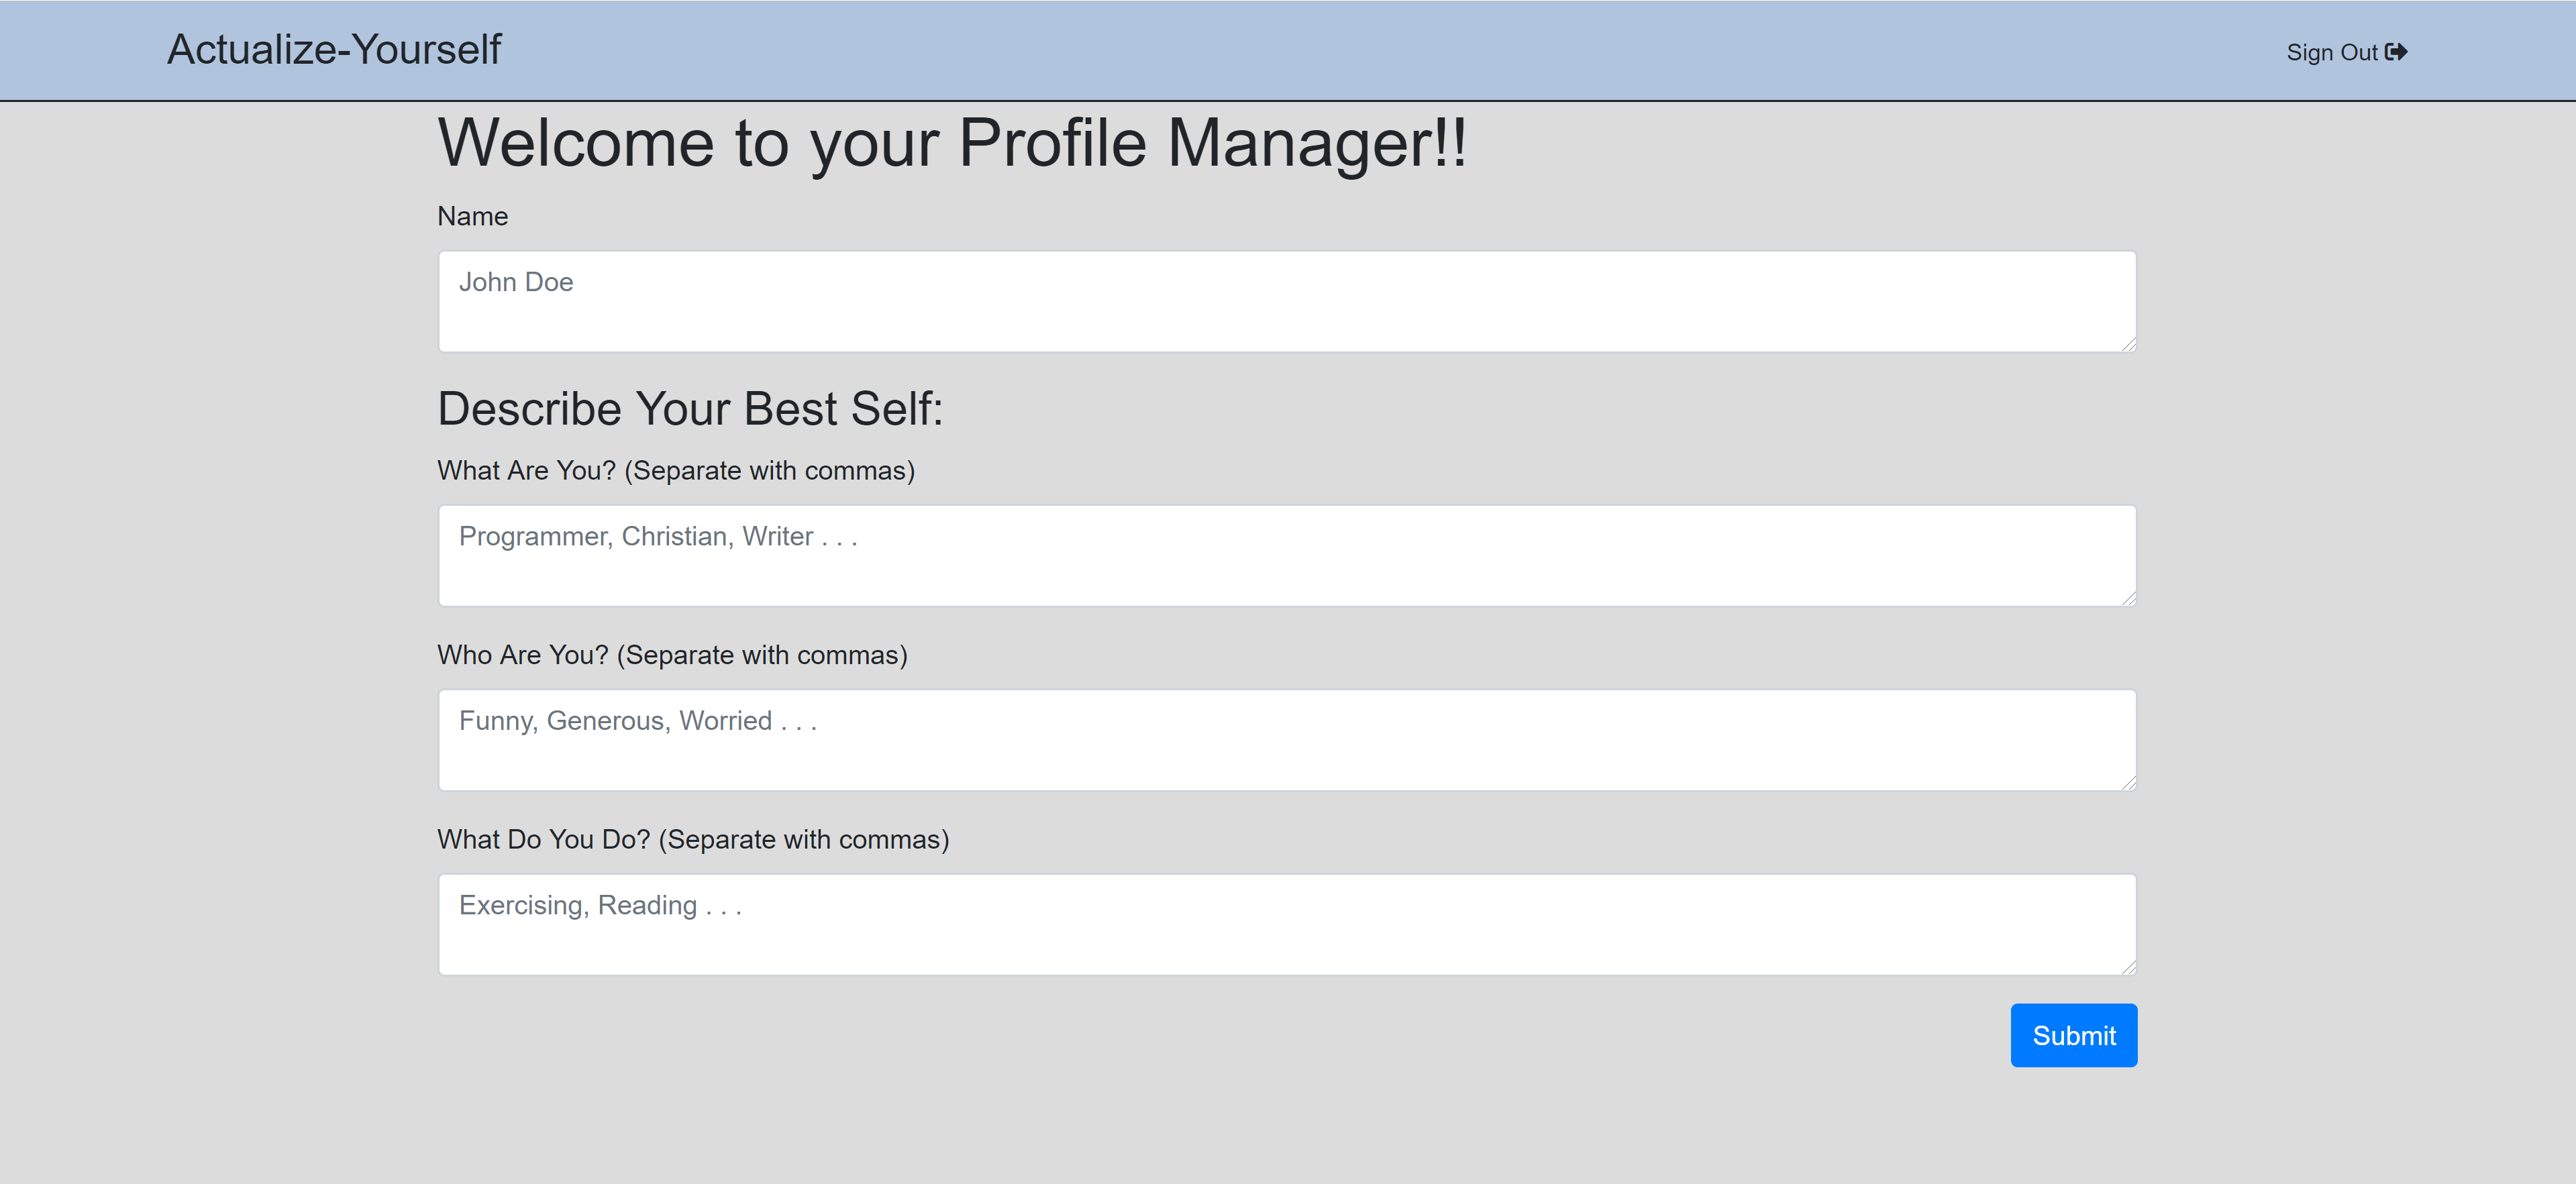 Actualize-Yourself
Sign Out
Welcome to your Profile Manager!!
Name
John Doe
Describe Your Best Self:
What Are You? (Separate with commas)
Programmer, Christian, Writer . . .
Who Are You? (Separate with commas)
Funny, Generous, Worried . . .
What Do You Do? (Separate with commas)
Exercising, Reading . . .
Submit